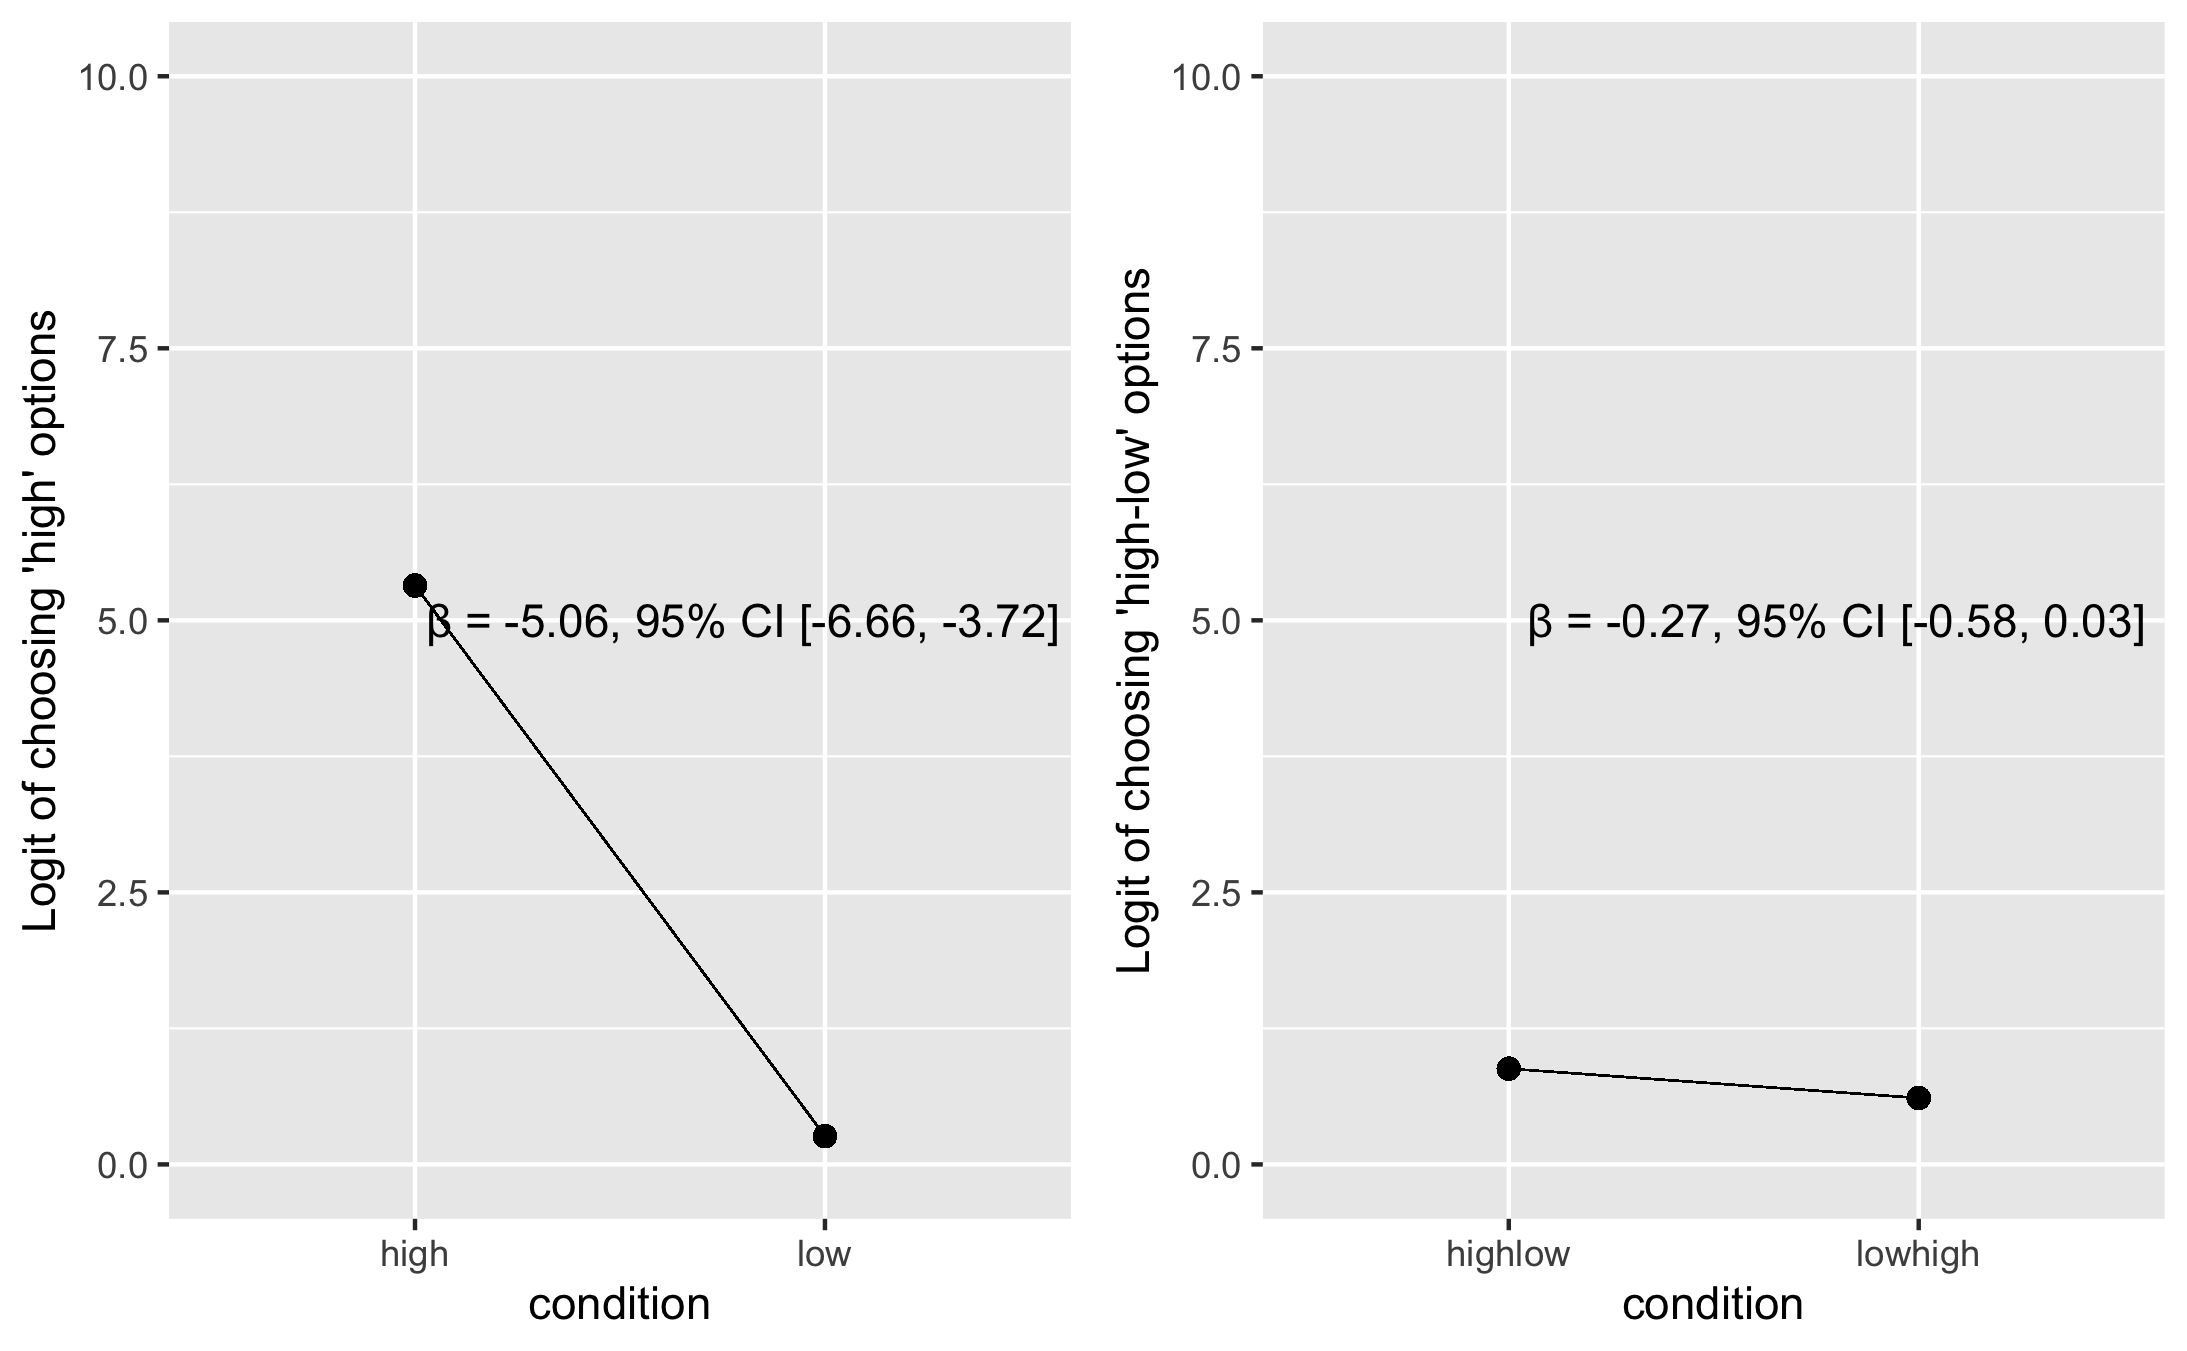 Logit of choosing 'high' options
10.0
7.5
5.0
2.5
0.0
β = -5.06, 95% CI [-6.66, -3.72]
high
low
condition
Logit of choosing 'high-low' options
10.0
7.5
5.0
2.5
0.0
β = -0.27, 95% CI [-0.58, 0.03]
highlow
lowhigh
condition